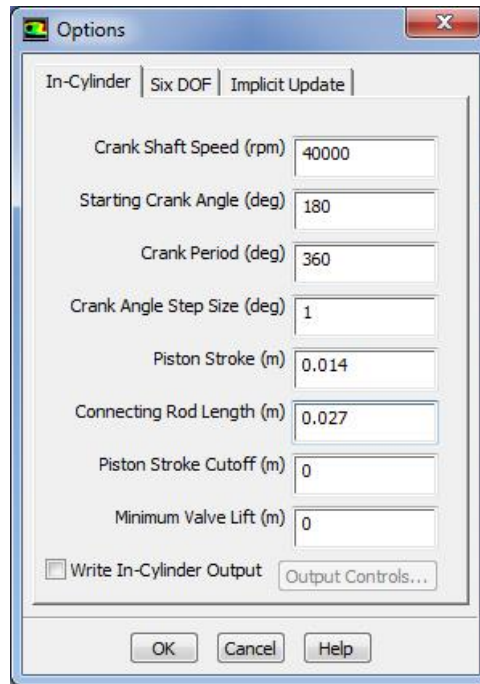 Options
In-Cylinder Six DOF Implicit Update
Crank Shaft Speed (rpm) 40000
Starting Crank Angle (deg) 180
Crank Period (deg) 360
Crank Angle Step Size (deg) 1
Piston Stroke (m) 0.014
Connecting Rod Length (m) 0.027
Piston Stroke Cutoff (m) 0
Minimum Valve Lift (m) 0
Write In-Cylinder Output Output Controls...
OK Cancel Help